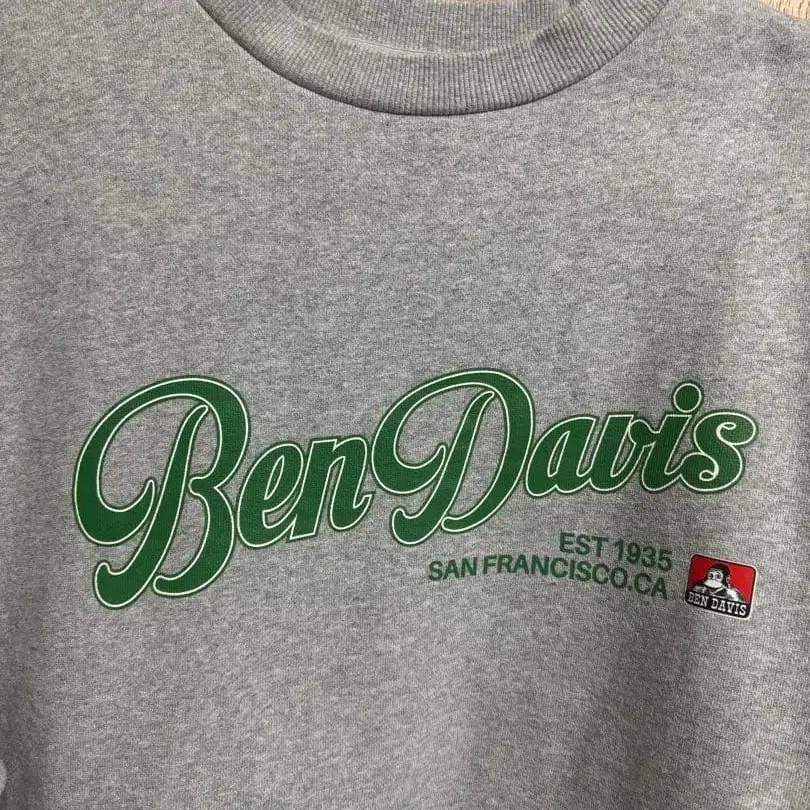 Ben Davis
EST 1935
SAN FRANCISCO.CA
BEN DAVIS